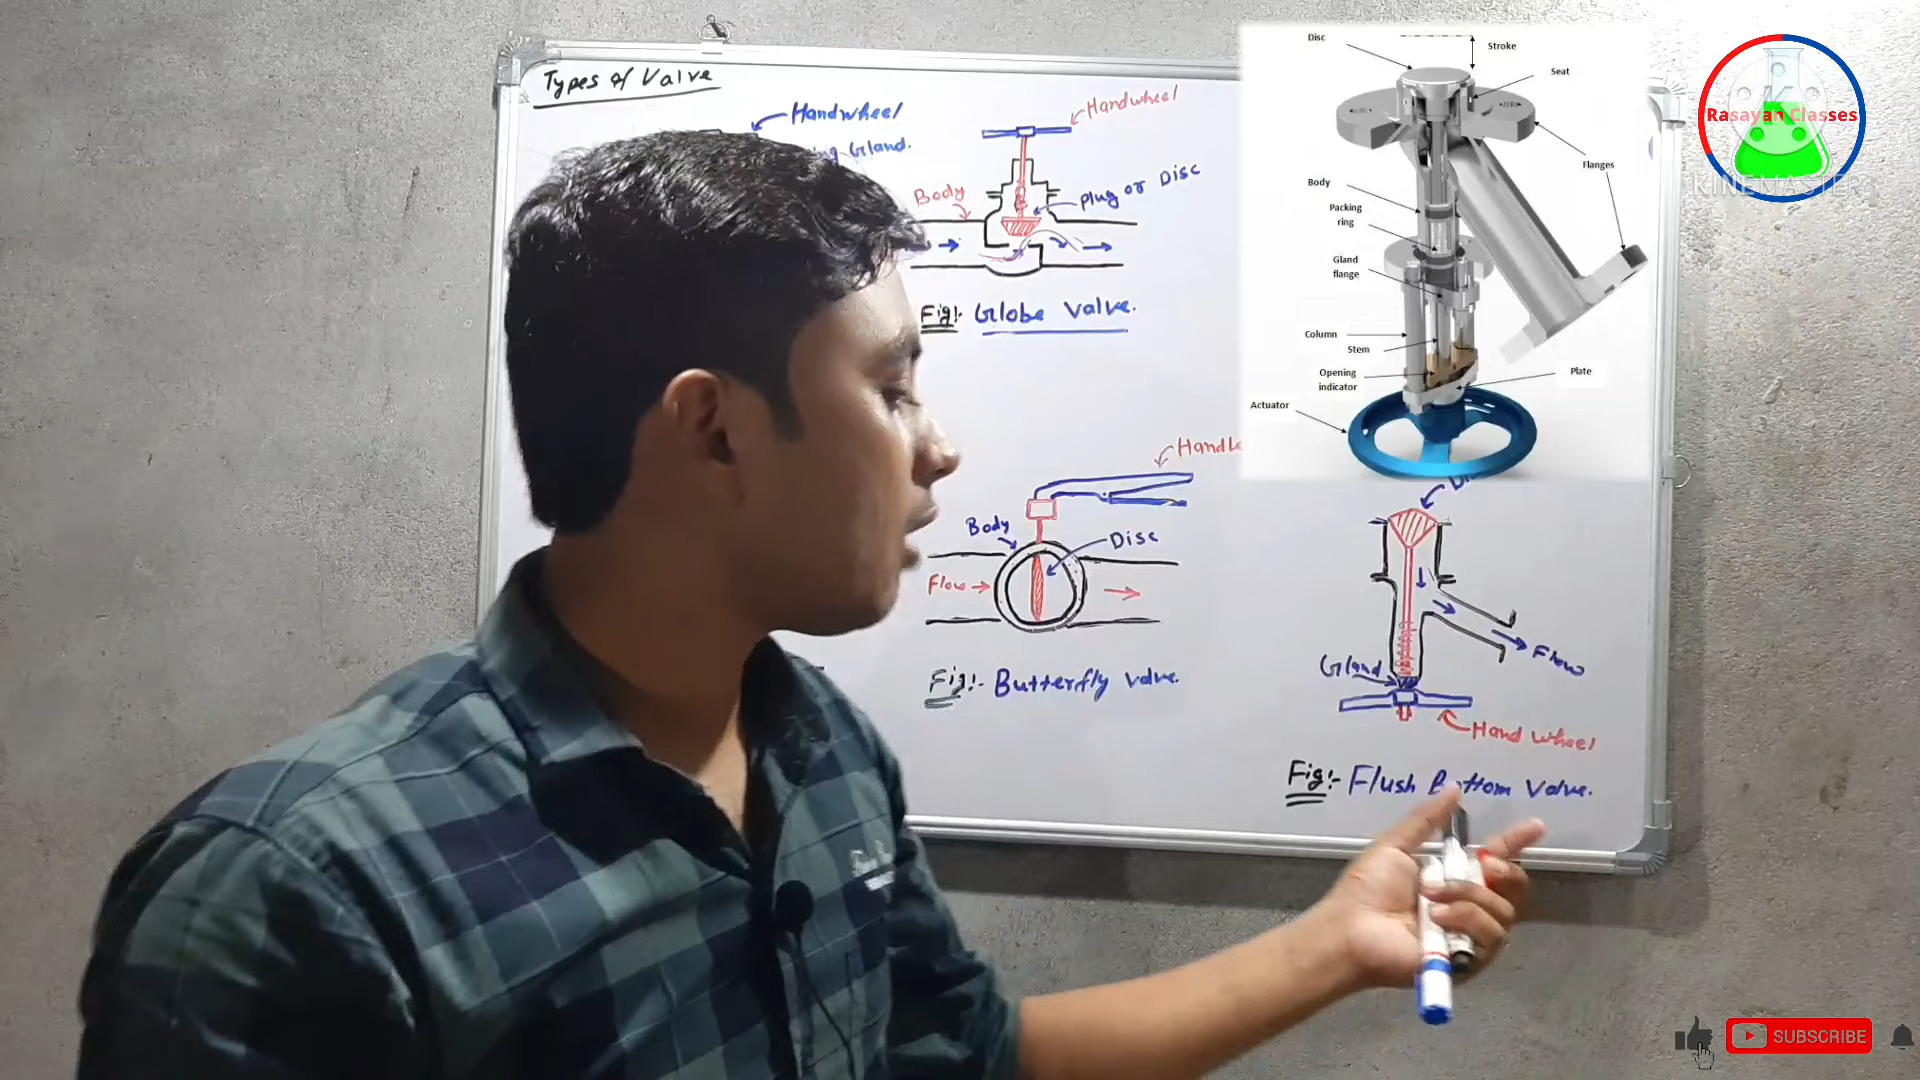 Types of Valve
Handwheel
Gland.
Handwheel
Body
plug or Disc
Fig:- Globe Valve.
Handle
Body
Disc
Flow
Fig:- Butterfly Valve.
Gland
Flow
Hand wheel
Fig:- Flush Bottom Valve.
Disc
Stroke
Seat
Flanges
Body
Packing
ring
Gland
flange
Column
Stem
Opening
indicator
Plate
Actuator
Rasayan Classes
KINEMASTER
SUBSCRIBE